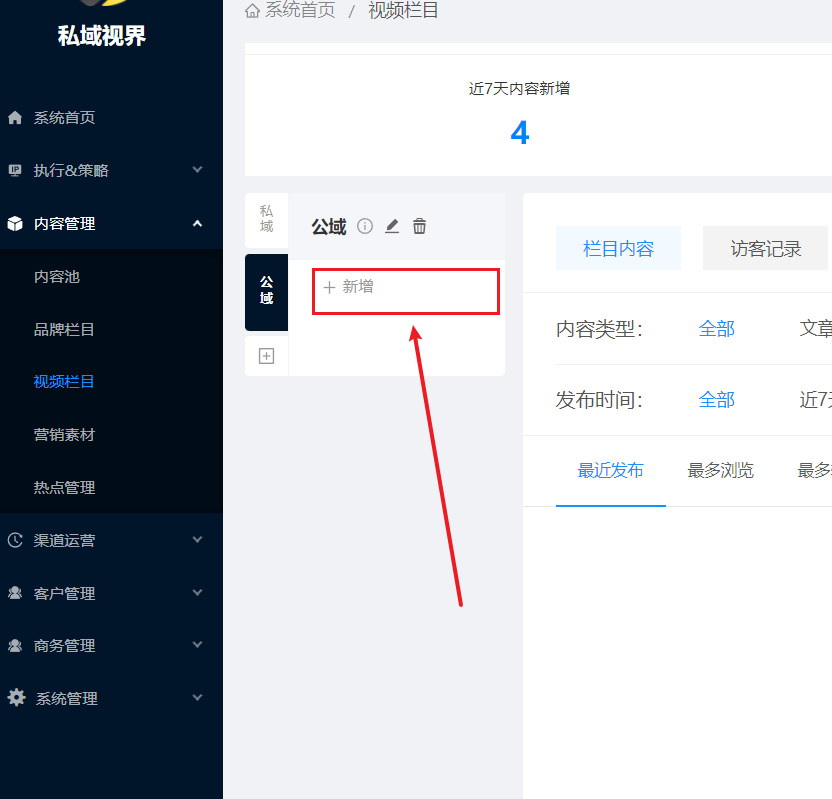 私域视界
系统首页
执行&策略
内容管理
内容池
品牌栏目
视频栏目
营销素材
热点管理
渠道运营
客户管理
商务管理
系统管理
系统首页 / 视频栏目
近7天内容新增
4
私域
公域
公域
+ 新增
栏目内容 访客记录
内容类型： 全部 文章
发布时间： 全部 近7天
最近发布 最多浏览 最多